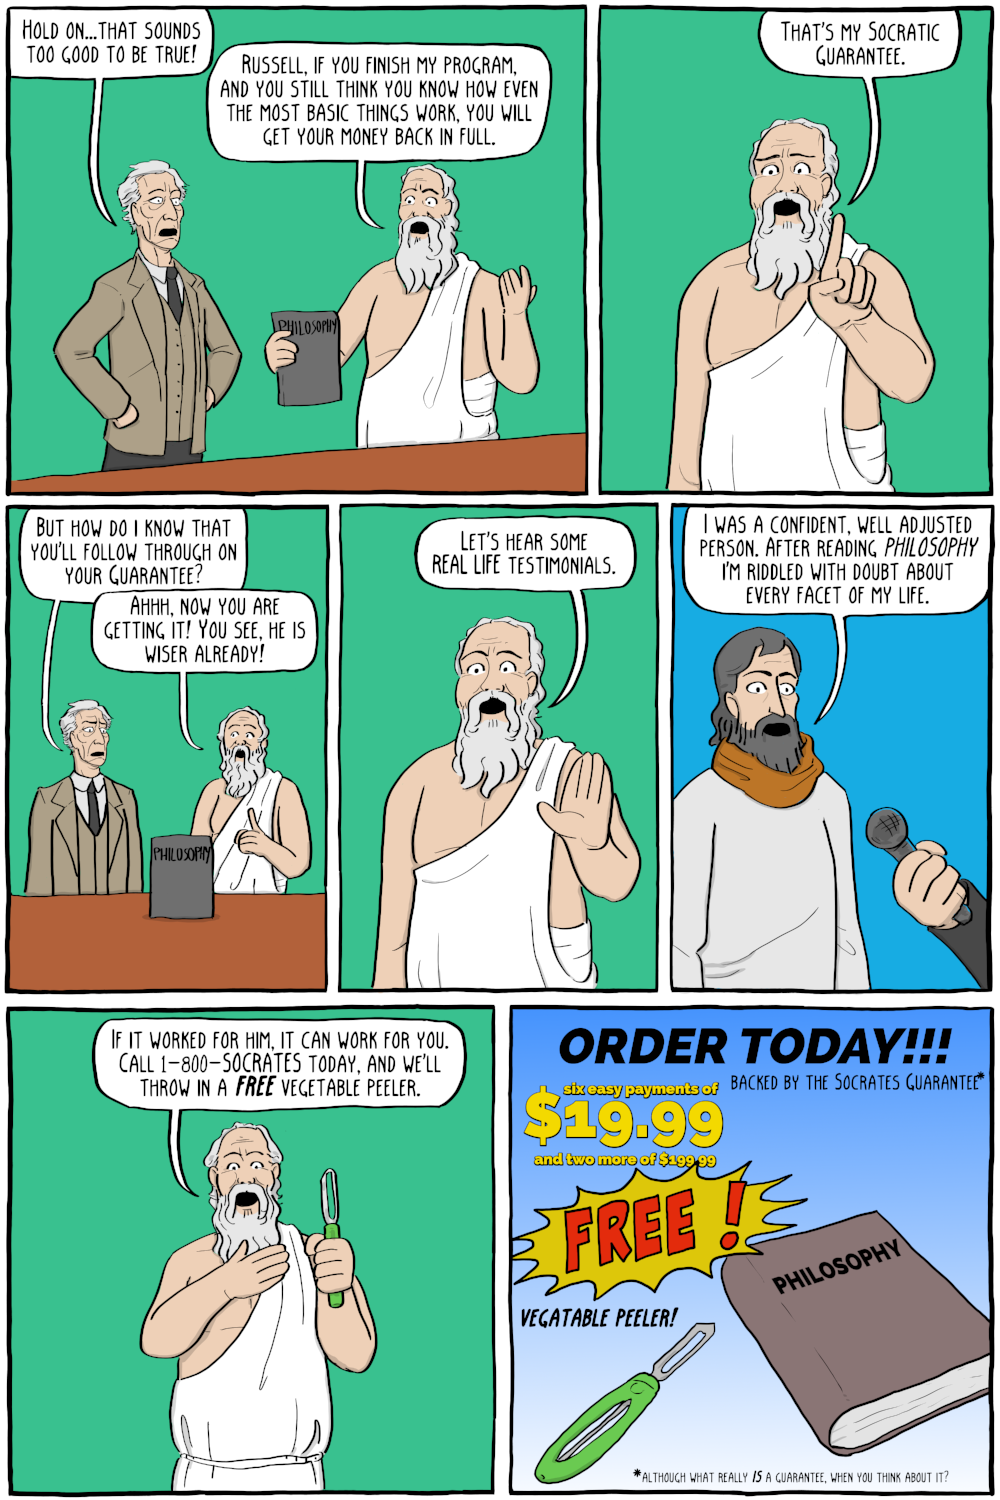 HOLD ON...THAT SOUNDS
TOO GOOD TO BE TRUE!
RUSSELL, IF YOU FINISH MY PROGRAM,
AND YOU STILL THINK YOU KNOW HOW EVEN
THE MOST BASIC THINGS WORK, YOU WILL
GET YOUR MONEY BACK IN FULL.
PHILOSOPHY
THAT'S MY SOCRATIC
GUARANTEE.
BUT HOW DO I KNOW THAT
YOU'LL FOLLOW THROUGH ON
YOUR GUARANTEE?
AHHH, NOW YOU ARE
GETTING IT! YOU SEE, HE IS
WISER ALREADY!
PHILOSOPHY
LET'S HEAR SOME
REAL LIFE TESTIMONIALS.
I WAS A CONFIDENT, WELL ADJUSTED
PERSON. AFTER READING PHILOSOPHY
I'M RIDDLED WITH DOUBT ABOUT
EVERY FACET OF MY LIFE.
IF IT WORKED FOR HIM, IT CAN WORK FOR YOU.
CALL 1-800-SOCRATES TODAY, AND WE'LL
THROW IN A FREE VEGETABLE PEELER.
ORDER TODAY!!!
BACKED BY THE SOCRATES GUARANTEE*
six easy payments of
$19.99
and two more of $199.99
FREE!
PHILOSOPHY
VEGATABLE PEELER!
*ALTHOUGH WHAT REALLY IS A GUARANTEE, WHEN YOU THINK ABOUT IT?